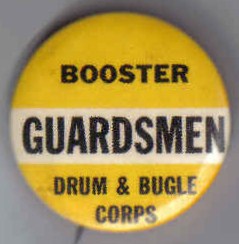 BOOSTER
GUARDSMEN
DRUM & BUGLE
CORPS